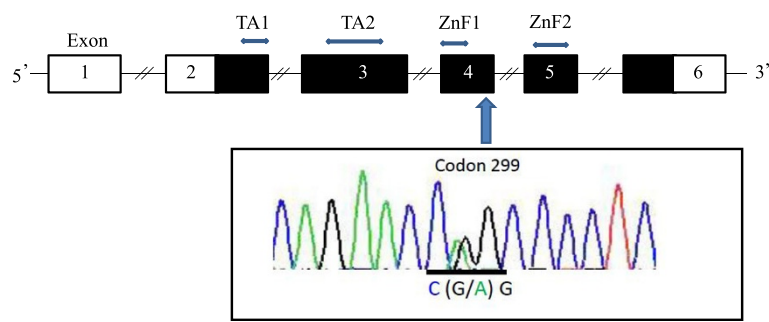 TA1 TA2 ZnF1 ZnF2
Exon
5’ 1 2 3 4 5 6 3’
Codon 299
C (G/A) G